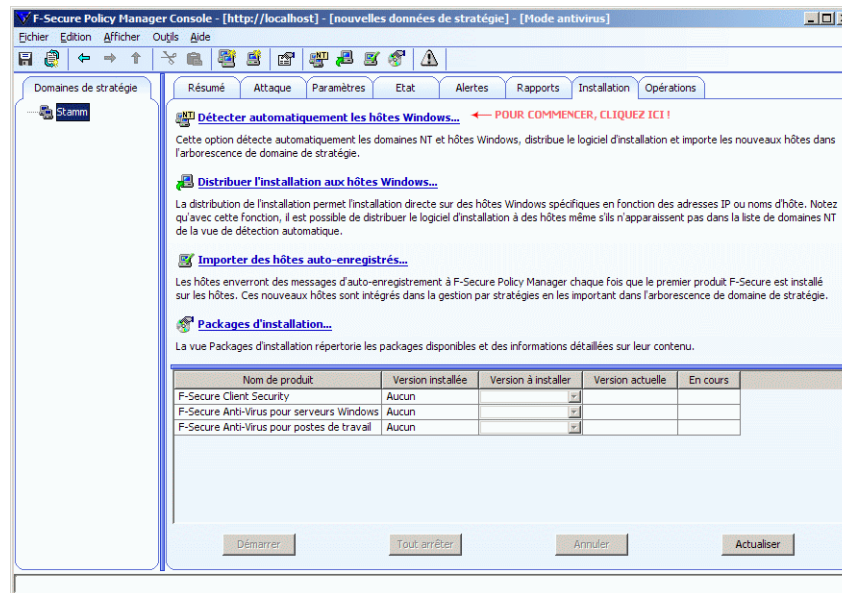 F-Secure Policy Manager Console - [http://localhost] - [nouvelles données de stratégie] - [Mode antivirus]
Fichier Edition Afficher Outils Aide
Domaines de stratégie
Résumé Attaque Paramètres Etat Alertes Rapports Installation Opérations
Stamm
Détecter automatiquement les hôtes Windows... POUR COMMENCER, CLIQUEZ ICI !
Cette option détecte automatiquement les domaines NT et hôtes Windows, distribue le logiciel d'installation et importe les nouveaux hôtes dans
l'arborescence de domaine de stratégie.
Distribuer l'installation aux hôtes Windows...
La distribution de l'installation permet l'installation directe sur des hôtes Windows spécifiques en fonction des adresses IP ou noms d'hôte. Notez
qu'avec cette fonction, il est possible de distribuer le logiciel d'installation à des hôtes même s'ils n'apparaissent pas dans la liste de domaines NT
de la vue de détection automatique.
Importer des hôtes auto-enregistrés...
Les hôtes enverront des messages d'auto-enregistrement à F-Secure Policy Manager chaque fois que le premier produit F-Secure est installé
sur les hôtes. Ces nouveaux hôtes sont intégrés dans la gestion par stratégies en les important dans l'arborescence de domaine de stratégie.
Packages d'installation...
La vue Packages d'installation répertorie les packages disponibles et des informations détaillées sur leur contenu.
Nom de produit Version installée Version à installer Version actuelle En cours
F-Secure Client Security Aucun
F-Secure Anti-Virus pour serveurs Windows Aucun
F-Secure Anti-Virus pour postes de travail Aucun
Démarrer Tout arrêter Annuler Actualiser